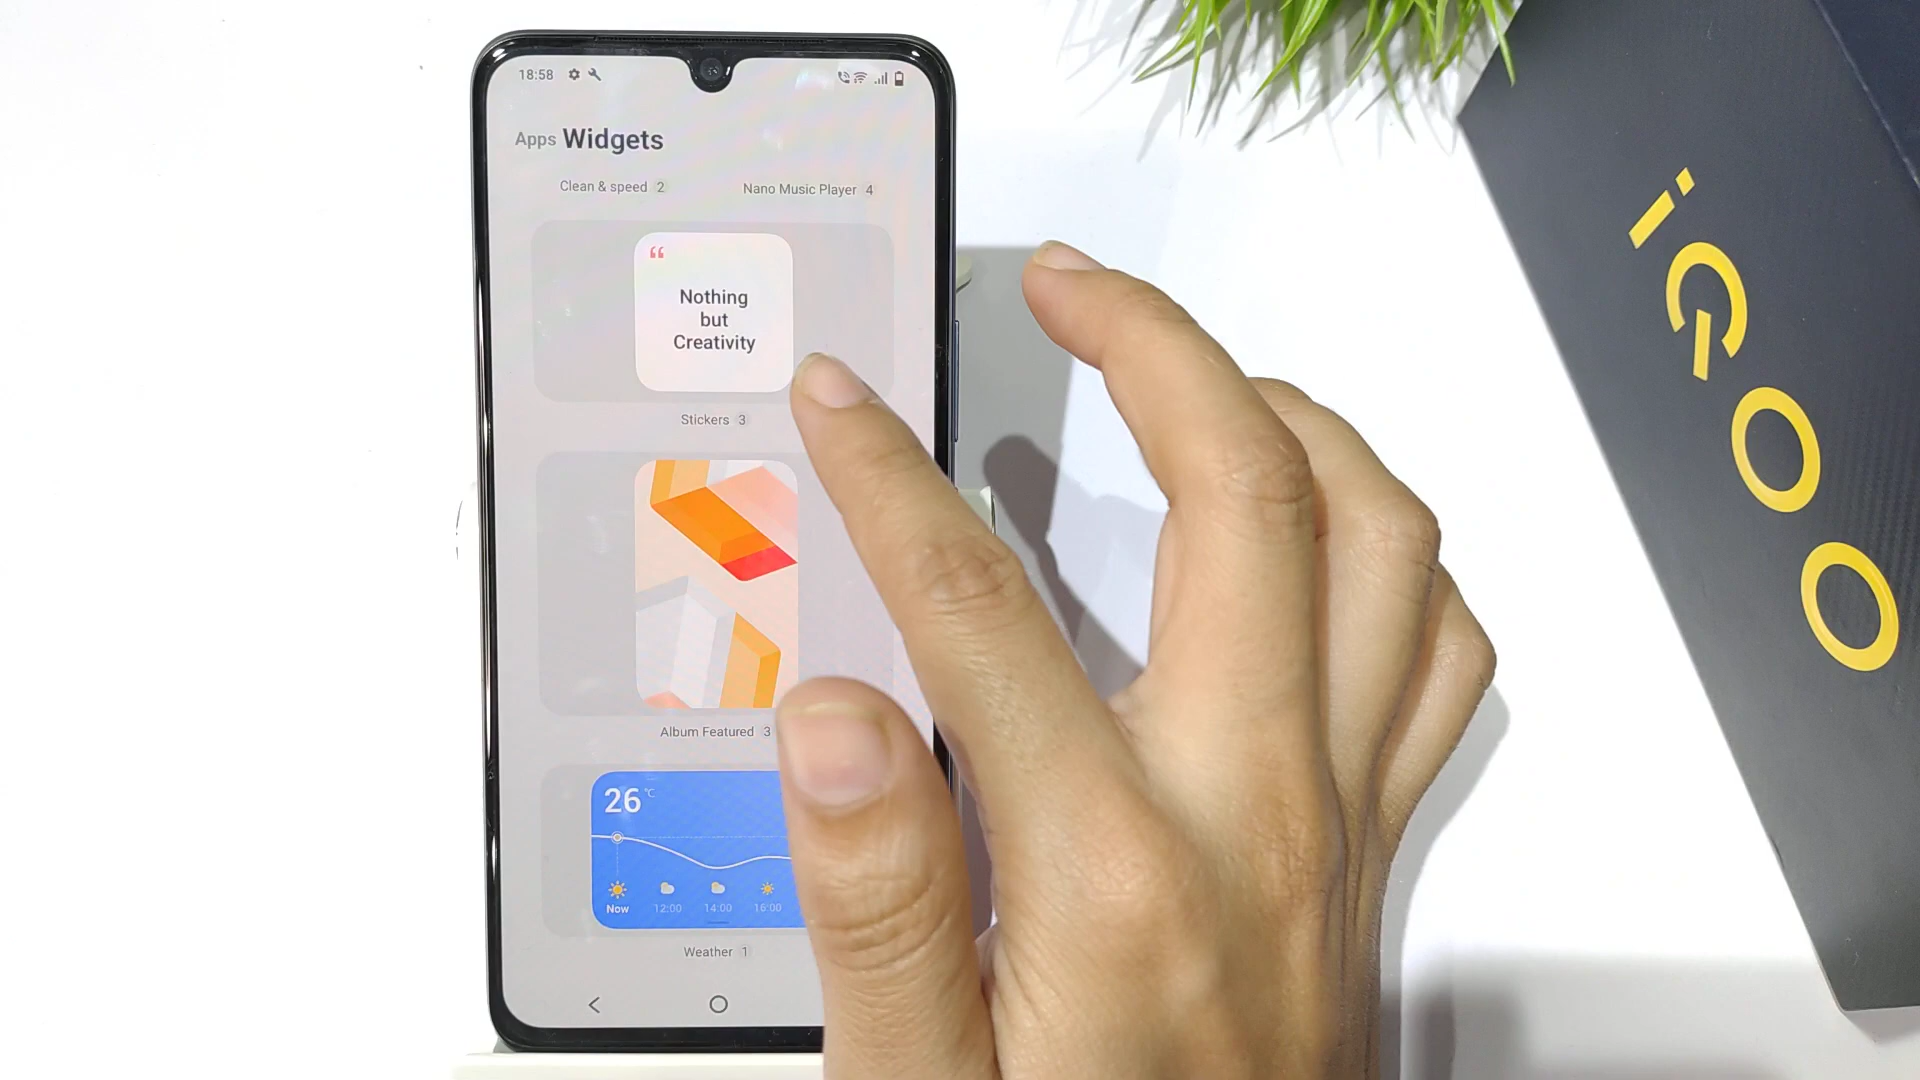 18:58
Apps Widgets
Clean & speed 2
Nano Music Player 4
“
Nothing
but
Creativity
Stickers 3
Album Featured 3
26 °C
Now 12:00 14:00 16:00
Weather 1
iQOO